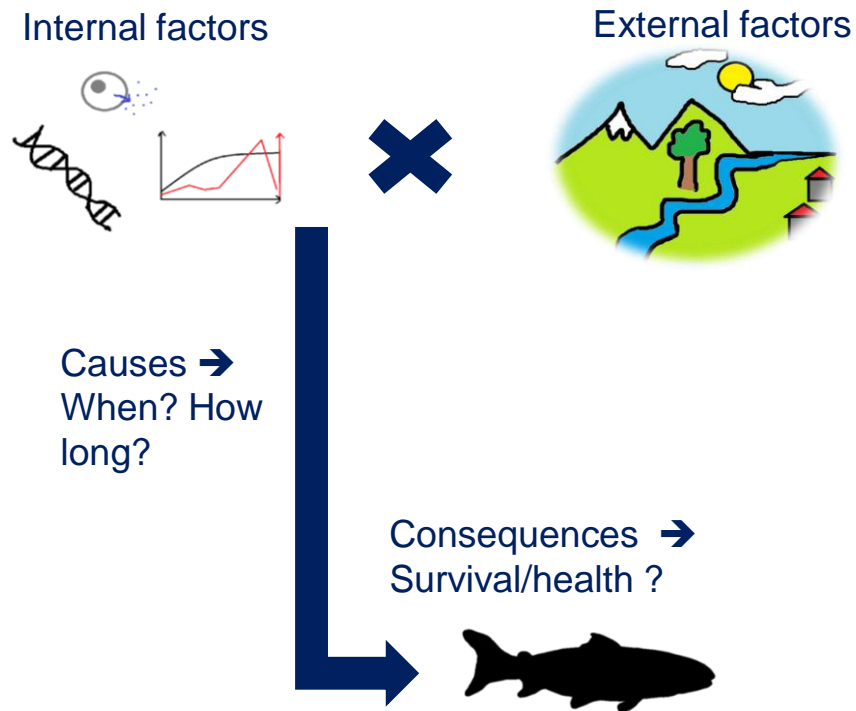 Internal factors
External factors
Causes ➔
When? How
long?
Consequences ➔
Survival/health ?